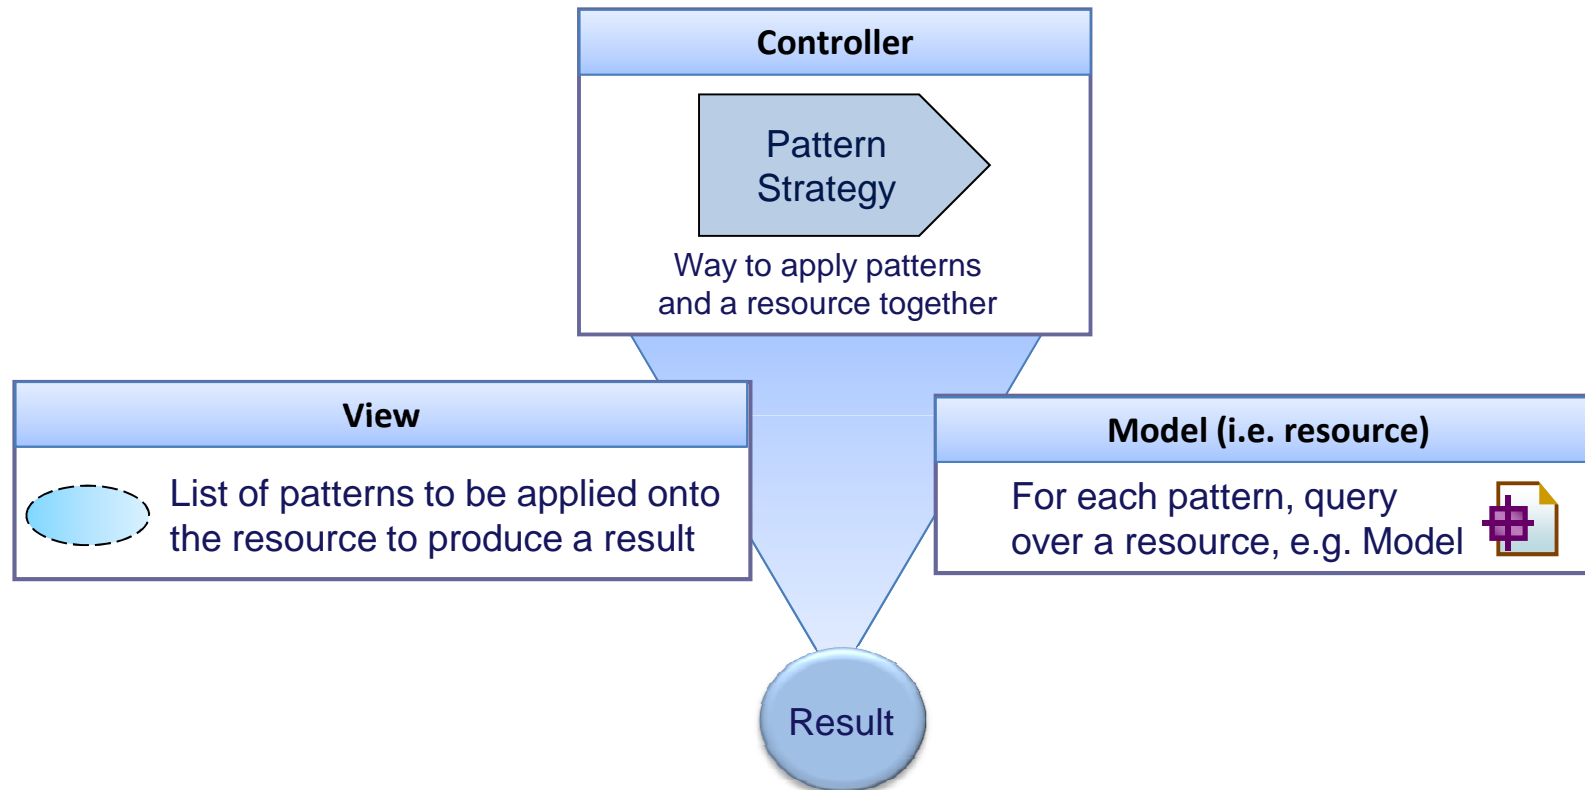 Controller
Pattern
Strategy
Way to apply patterns
and a resource together
View
List of patterns to be applied onto
the resource to produce a result
Model (i.e. resource)
For each pattern, query
over a resource, e.g. Model
Result